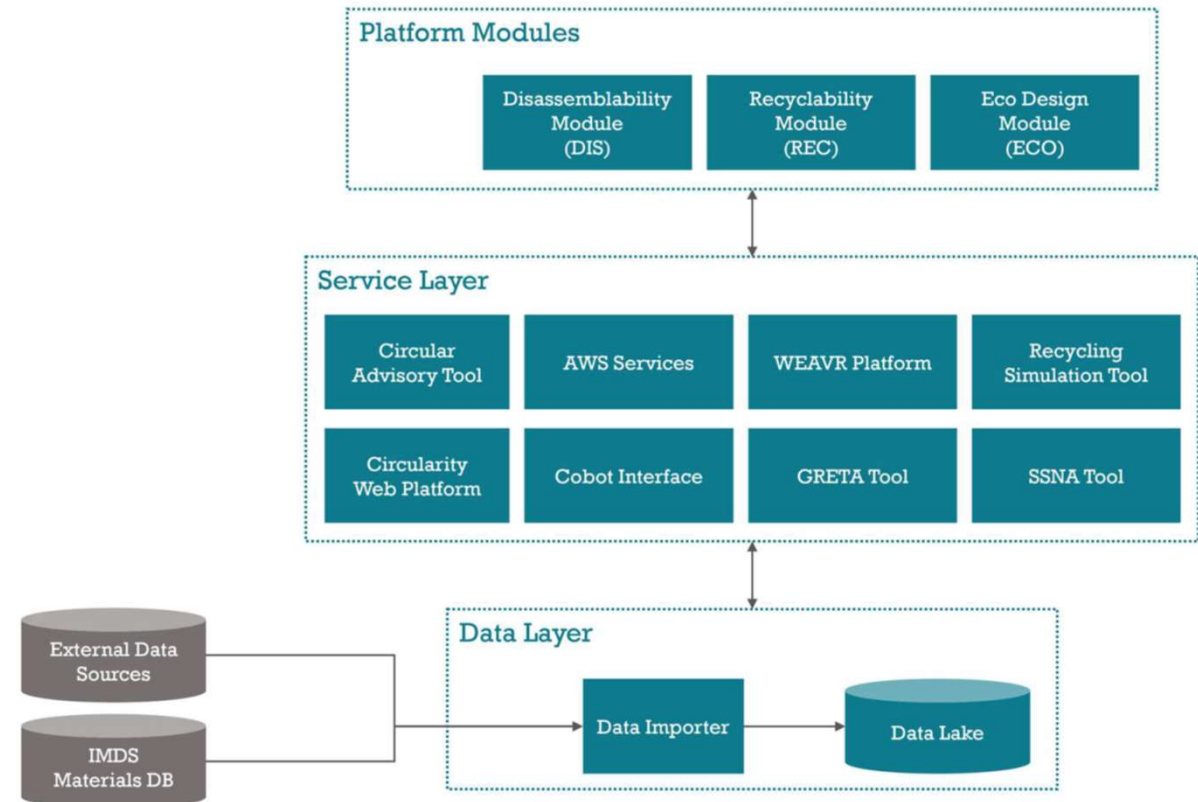 Platform Modules
Disassemblability
Module
(DIS)
Recyclability
Module
(REC)
Eco Design
Module
(ECO)
Service Layer
Circular
Advisory Tool
AWS Services
WEAVR Platform
Recycling
Simulation Tool
Circularity
Web Platform
Cobot Interface
GRETA Tool
SSNA Tool
Data Layer
External Data
Sources
IMDS
Materials DB
Data Importer
Data Lake